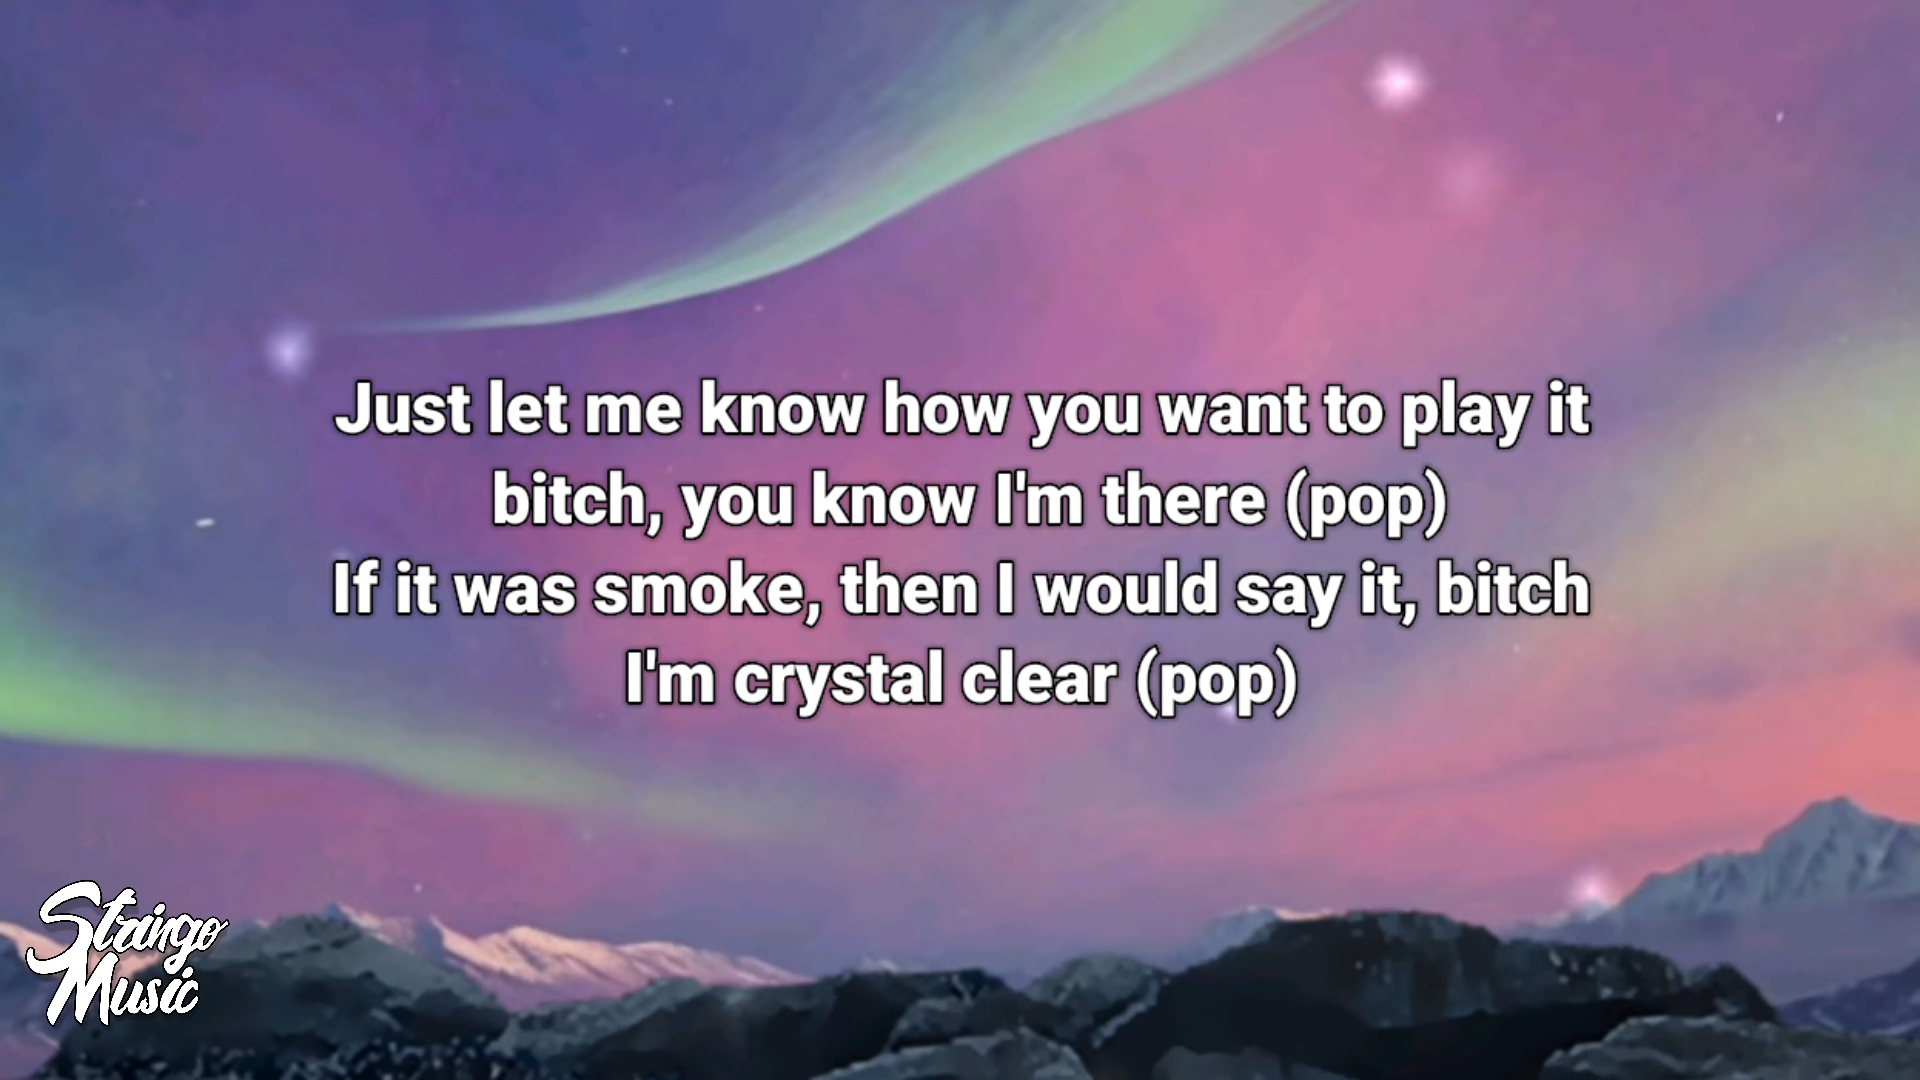 Just let me know how you want to play it
bitch, you know I'm there (pop)
If it was smoke, then I would say it, bitch
I'm crystal clear (pop)
Straingo
Music